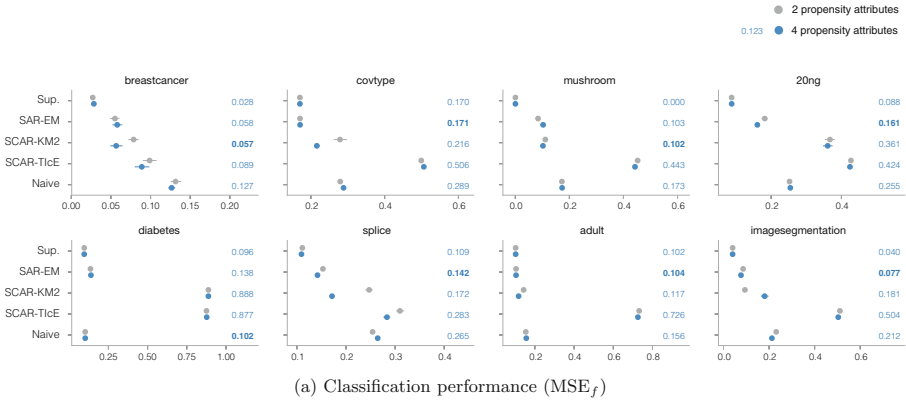 2 propensity attributes
0.123 4 propensity attributes
breastcancer covtype mushroom 20ng
Sup. 0.028 0.170 0.000 0.088
SAR-EM 0.058 0.171 0.103 0.161
SCAR-KM2 0.057 0.216 0.102 0.361
SCAR-TIcE 0.089 0.506 0.443 0.424
Naive 0.127 0.289 0.173 0.255
0.00 0.05 0.10 0.15 0.20 0.2 0.4 0.6 0.0 0.2 0.4 0.6 0.2 0.4
diabetes splice adult imagesegmentation
Sup. 0.096 0.109 0.102 0.040
SAR-EM 0.138 0.142 0.104 0.077
SCAR-KM2 0.888 0.172 0.117 0.181
SCAR-TIcE 0.877 0.283 0.726 0.504
Naive 0.102 0.265 0.156 0.212
0.25 0.50 0.75 1.00 0.1 0.2 0.3 0.4 0.2 0.4 0.6 0.8 0.0 0.2 0.4 0.6
(a) Classification performance (MSE_f)